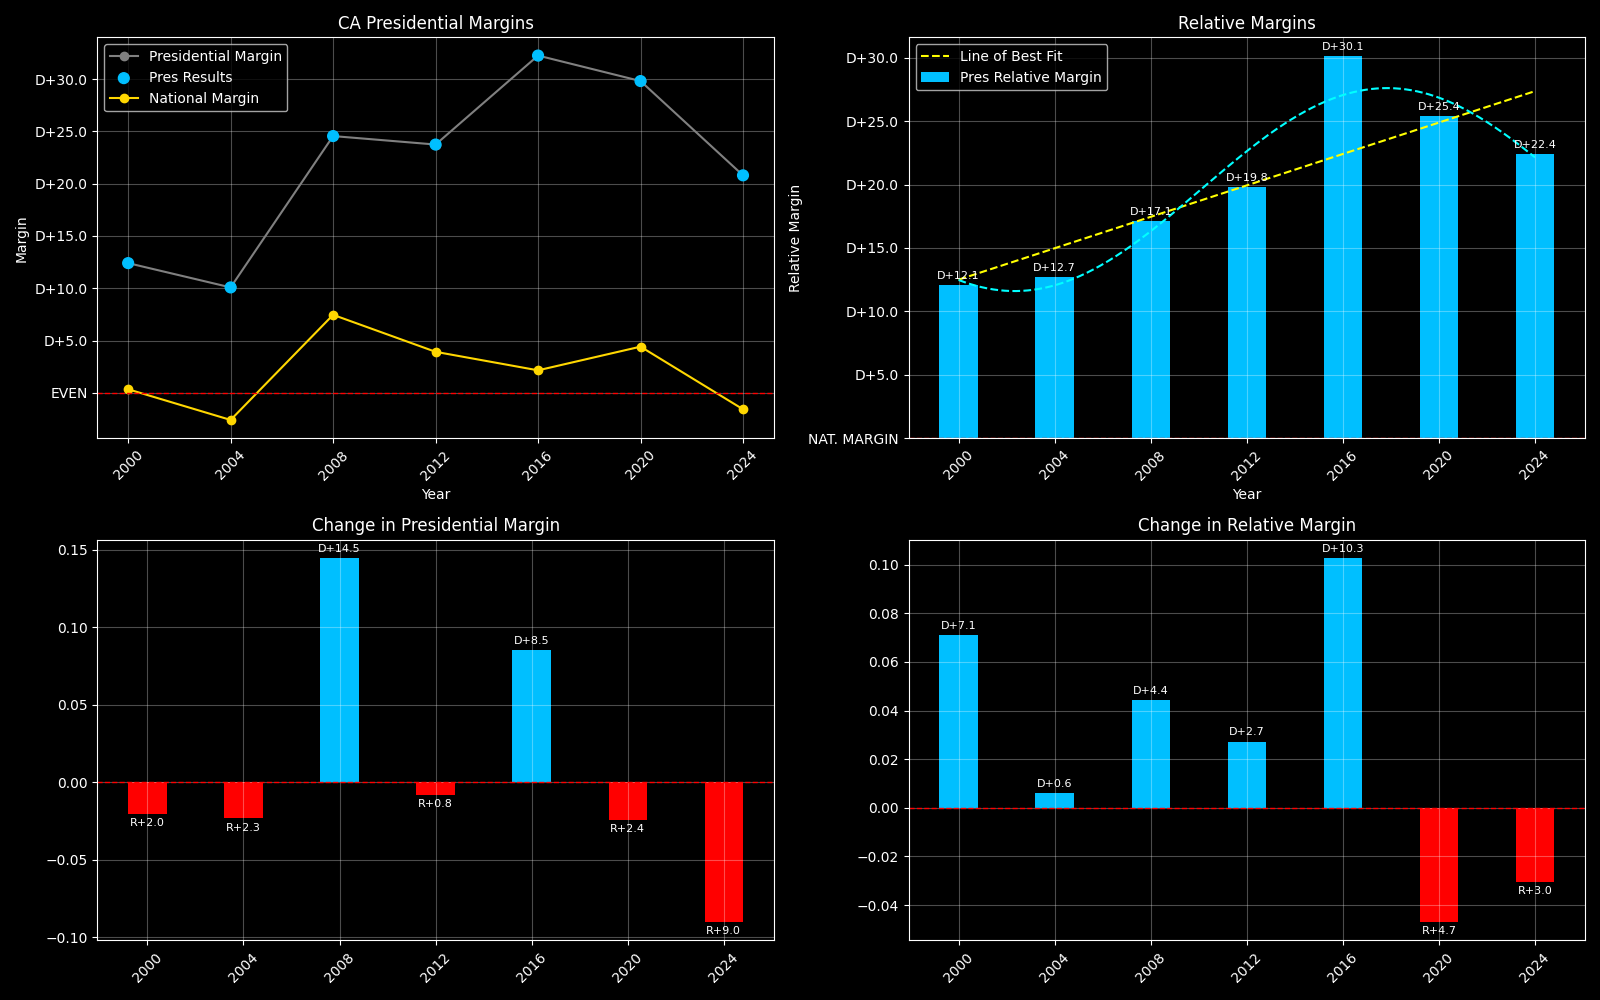 CA Presidential Margins
Presidential Margin
Pres Results
National Margin
Margin
D+30.0
D+25.0
D+20.0
D+15.0
D+10.0
D+5.0
EVEN
2000
2004
2008
2012
2016
2020
2024
Year
Relative Margins
Line of Best Fit
Pres Relative Margin
Relative Margin
D+30.0
D+25.0
D+20.0
D+15.0
D+10.0
D+5.0
NAT. MARGIN
D+12.1
D+12.7
D+17.1
D+19.8
D+30.1
D+25.4
D+22.4
2000
2004
2008
2012
2016
2020
2024
Year
Change in Presidential Margin
0.15
0.10
0.05
0.00
−0.05
−0.10
R+2.0
R+2.3
D+14.5
R+0.8
D+8.5
R+2.4
R+9.0
2000
2004
2008
2012
2016
2020
2024
Change in Relative Margin
0.10
0.08
0.06
0.04
0.02
0.00
−0.02
−0.04
D+7.1
D+0.6
D+4.4
D+2.7
D+10.3
R+4.7
R+3.0
2000
2004
2008
2012
2016
2020
2024